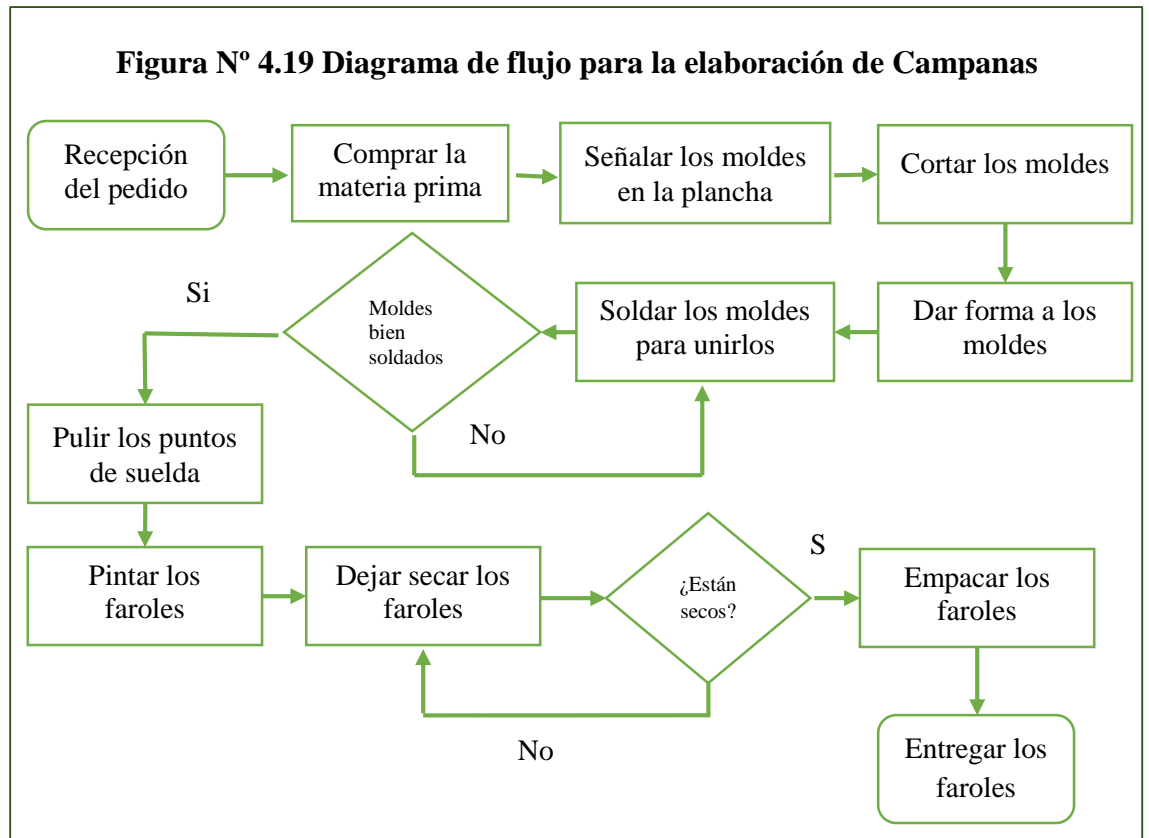 Figura Nº 4.19 Diagrama de flujo para la elaboración de Campanas
Recepción
del pedido
Comprar la
materia prima
Señalar los moldes
en la plancha
Cortar los moldes
Dar forma a los
moldes
Soldar los moldes
para unirlos
Moldes
bien
soldados
Si
No
Pulir los puntos
de suelda
Pintar los
faroles
Dejar secar los
faroles
¿Están
secos?
S
No
Empacar los
faroles
Entregar los
faroles